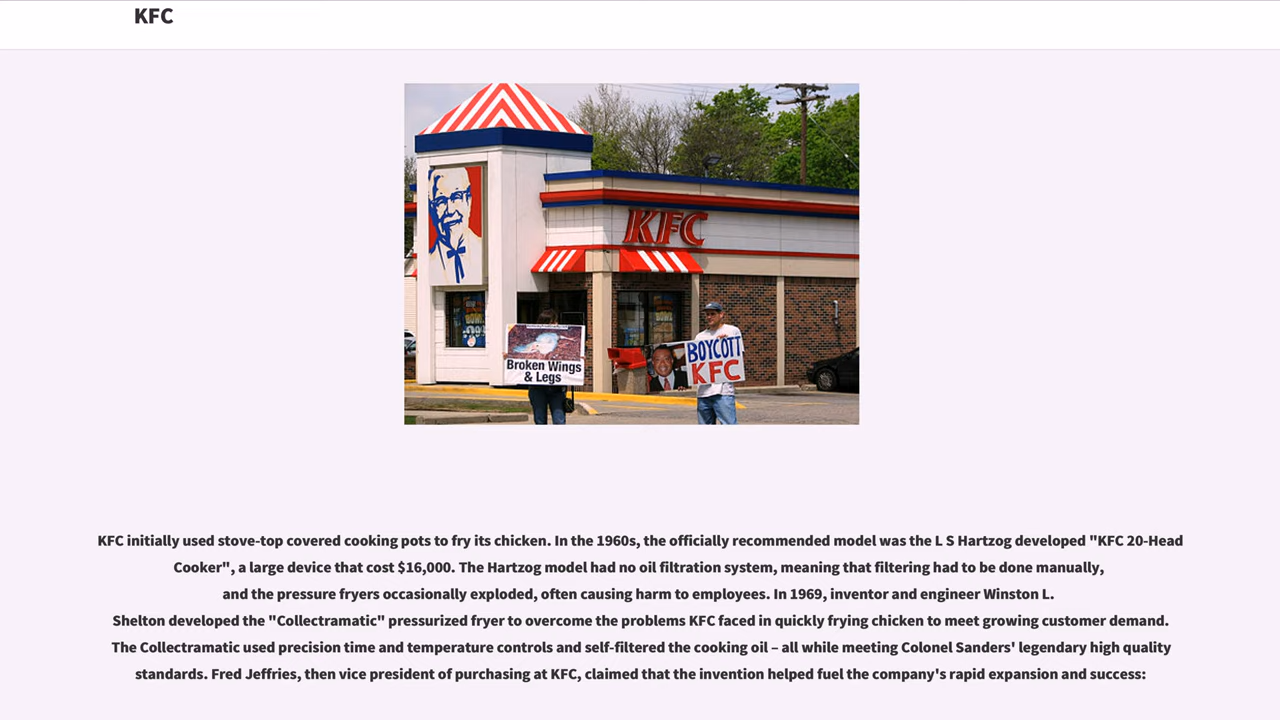 KFC
KFC
Broken Wings
& Legs
BOYCOTT
KFC
KFC initially used stove-top covered cooking pots to fry its chicken. In the 1960s, the officially recommended model was the L S Hartzog developed "KFC 20-Head
Cooker", a large device that cost $16,000. The Hartzog model had no oil filtration system, meaning that filtering had to be done manually,
and the pressure fryers occasionally exploded, often causing harm to employees. In 1969, inventor and engineer Winston L.
Shelton developed the "Collectramatic" pressurized fryer to overcome the problems KFC faced in quickly frying chicken to meet growing customer demand.
The Collectramatic used precision time and temperature controls and self-filtered the cooking oil – all while meeting Colonel Sanders' legendary high quality
standards. Fred Jeffries, then vice president of purchasing at KFC, claimed that the invention helped fuel the company's rapid expansion and success: